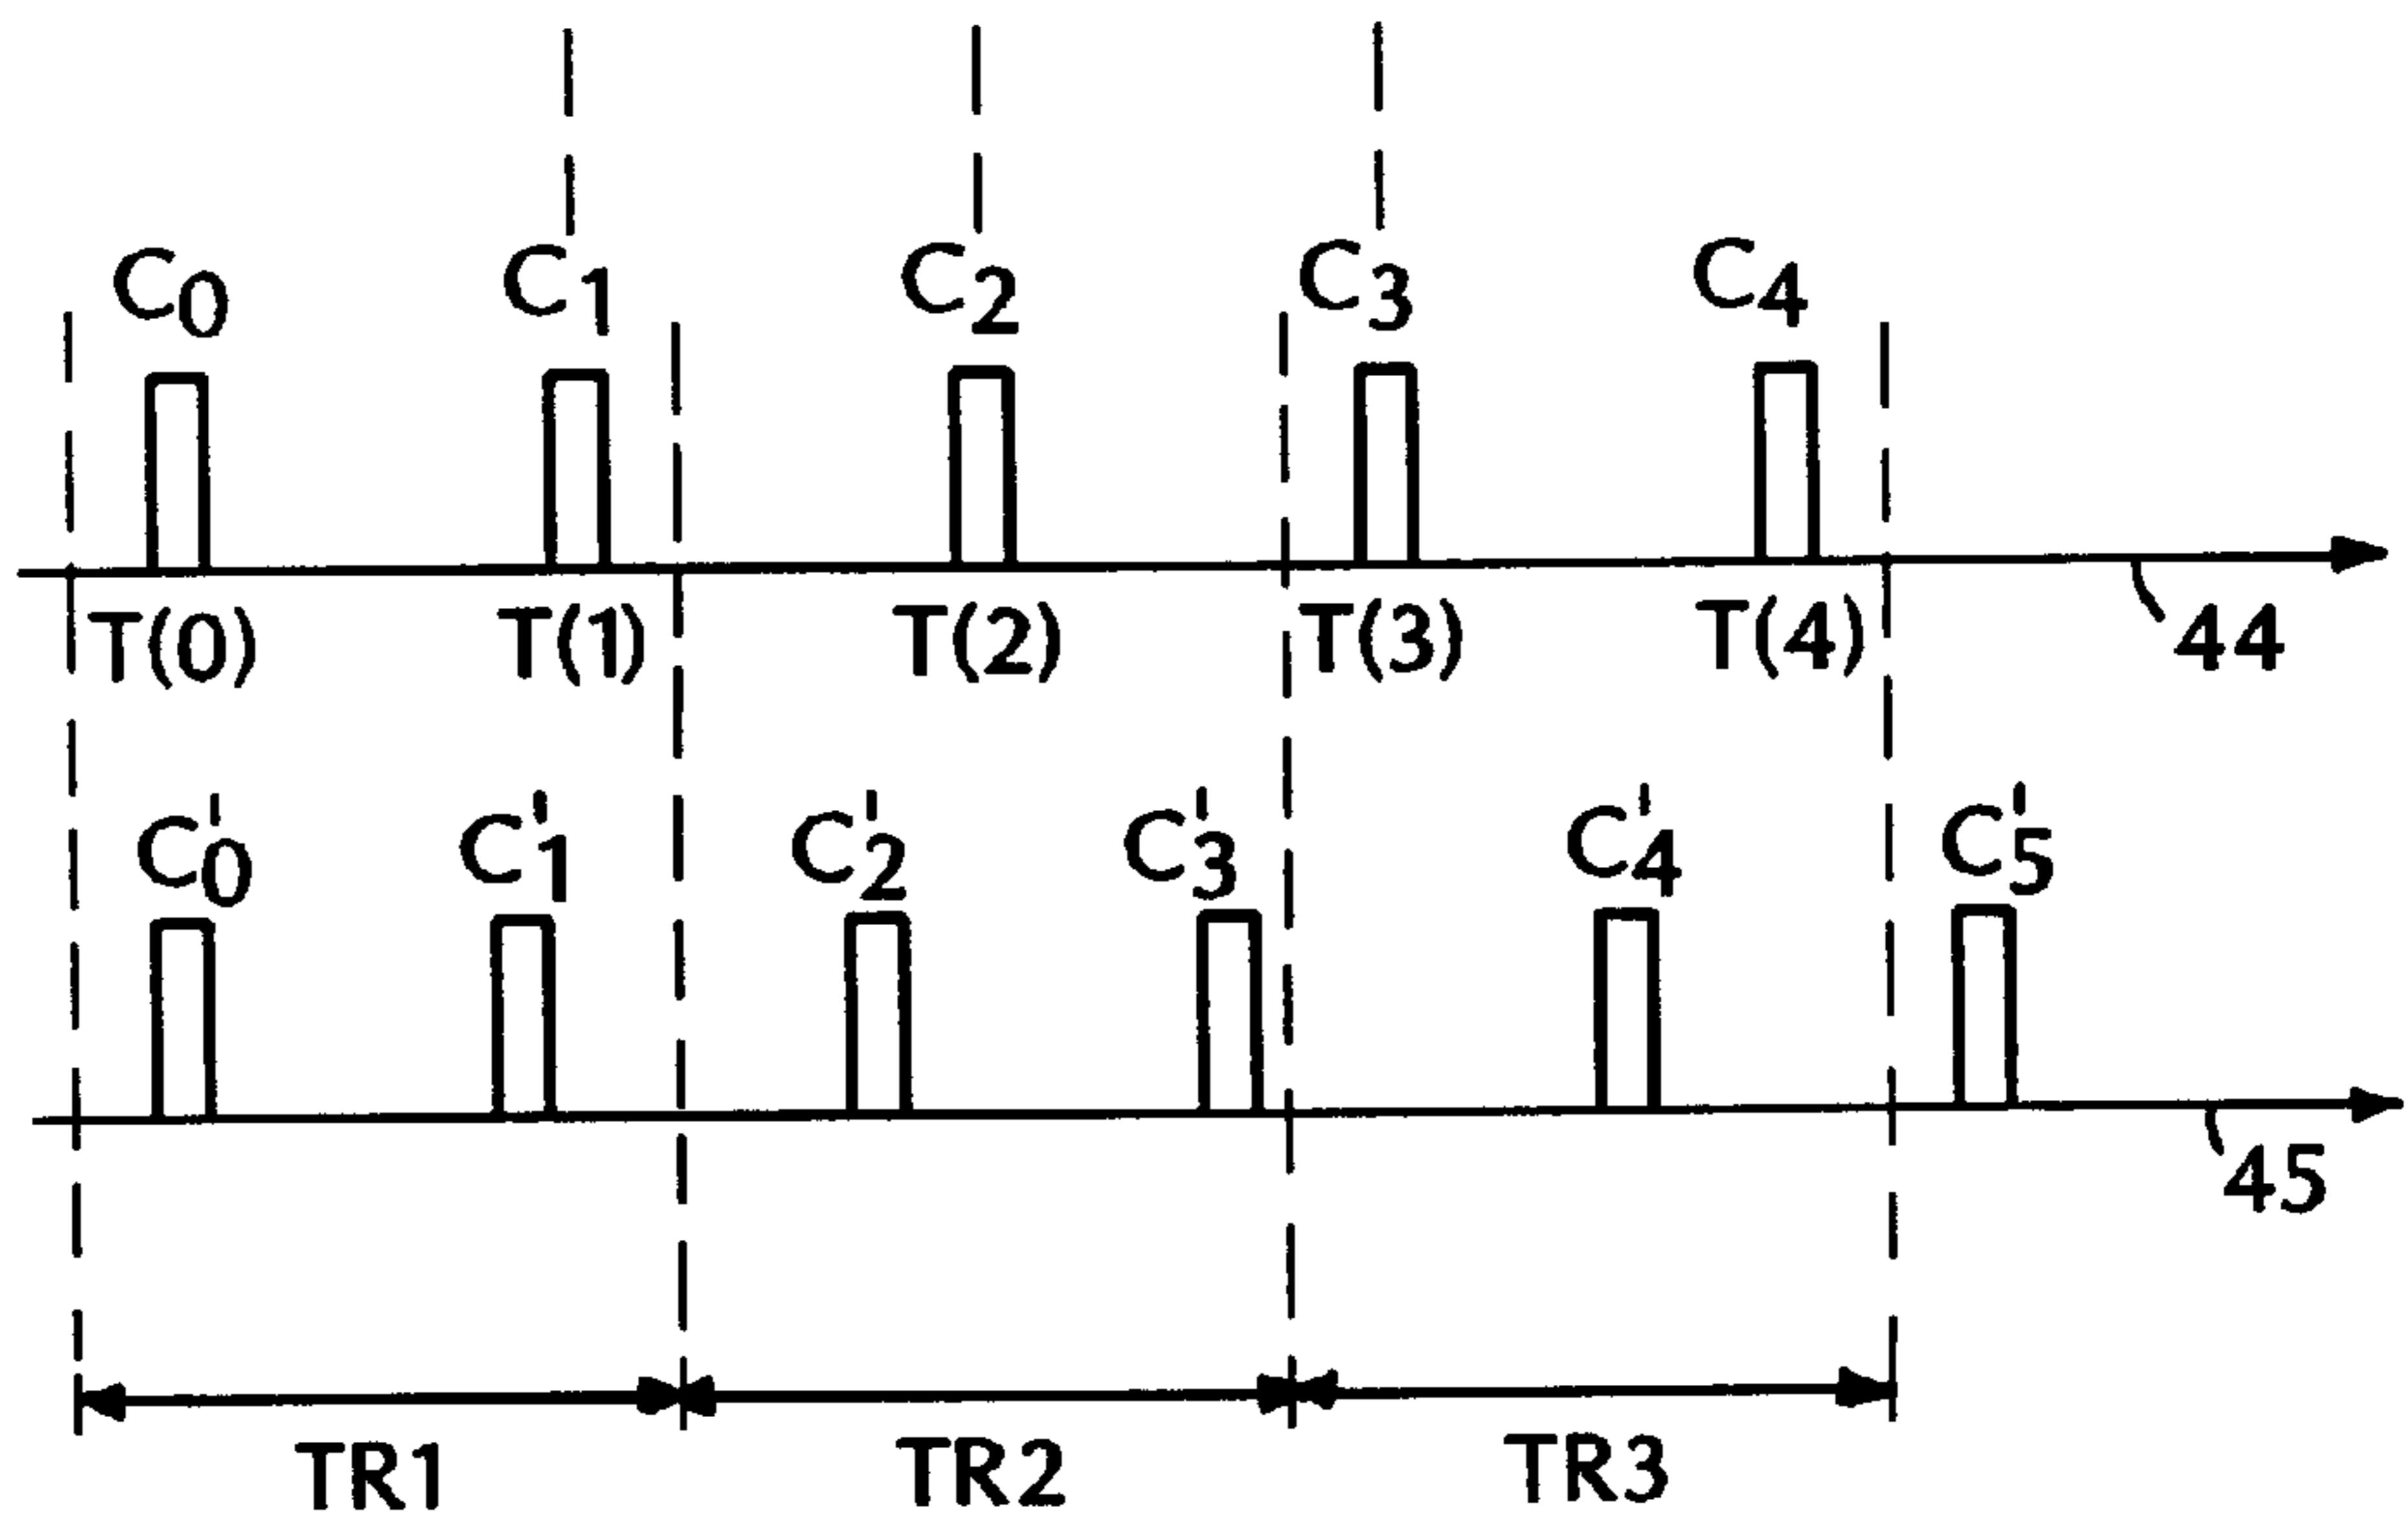 C0 C1 C2 C3 C4
T(0) T(1) T(2) T(3) T(4) 44
C'0 C'1 C'2 C'3 C'4 C'5
45
TR1 TR2 TR3